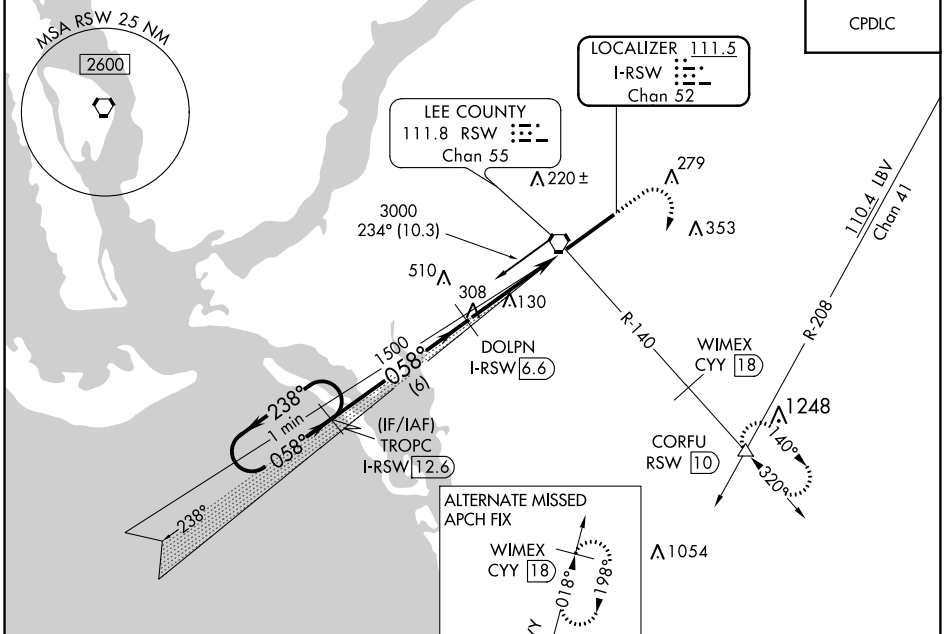 MSA RSW 25 NM
2600
CPDLC
LOCALIZER 111.5
I-RSW
Chan 52
LEE COUNTY
111.8 RSW
Chan 55
220 ±
279
353
3000
234° (10.3)
510
308
130
110.4 LBV
Chan 41
R-208
R-140
DOLPN
I-RSW 6.6
1500
058°
(6)
WIMEX
CYY 18
238°
1 min
058°
(IF/IAF)
TROPC
I-RSW 12.6
1248
CORFU
RSW 10
140°
320°
238°
ALTERNATE MISSED
APCH FIX
WIMEX
CYY 18
018°
198°
1054